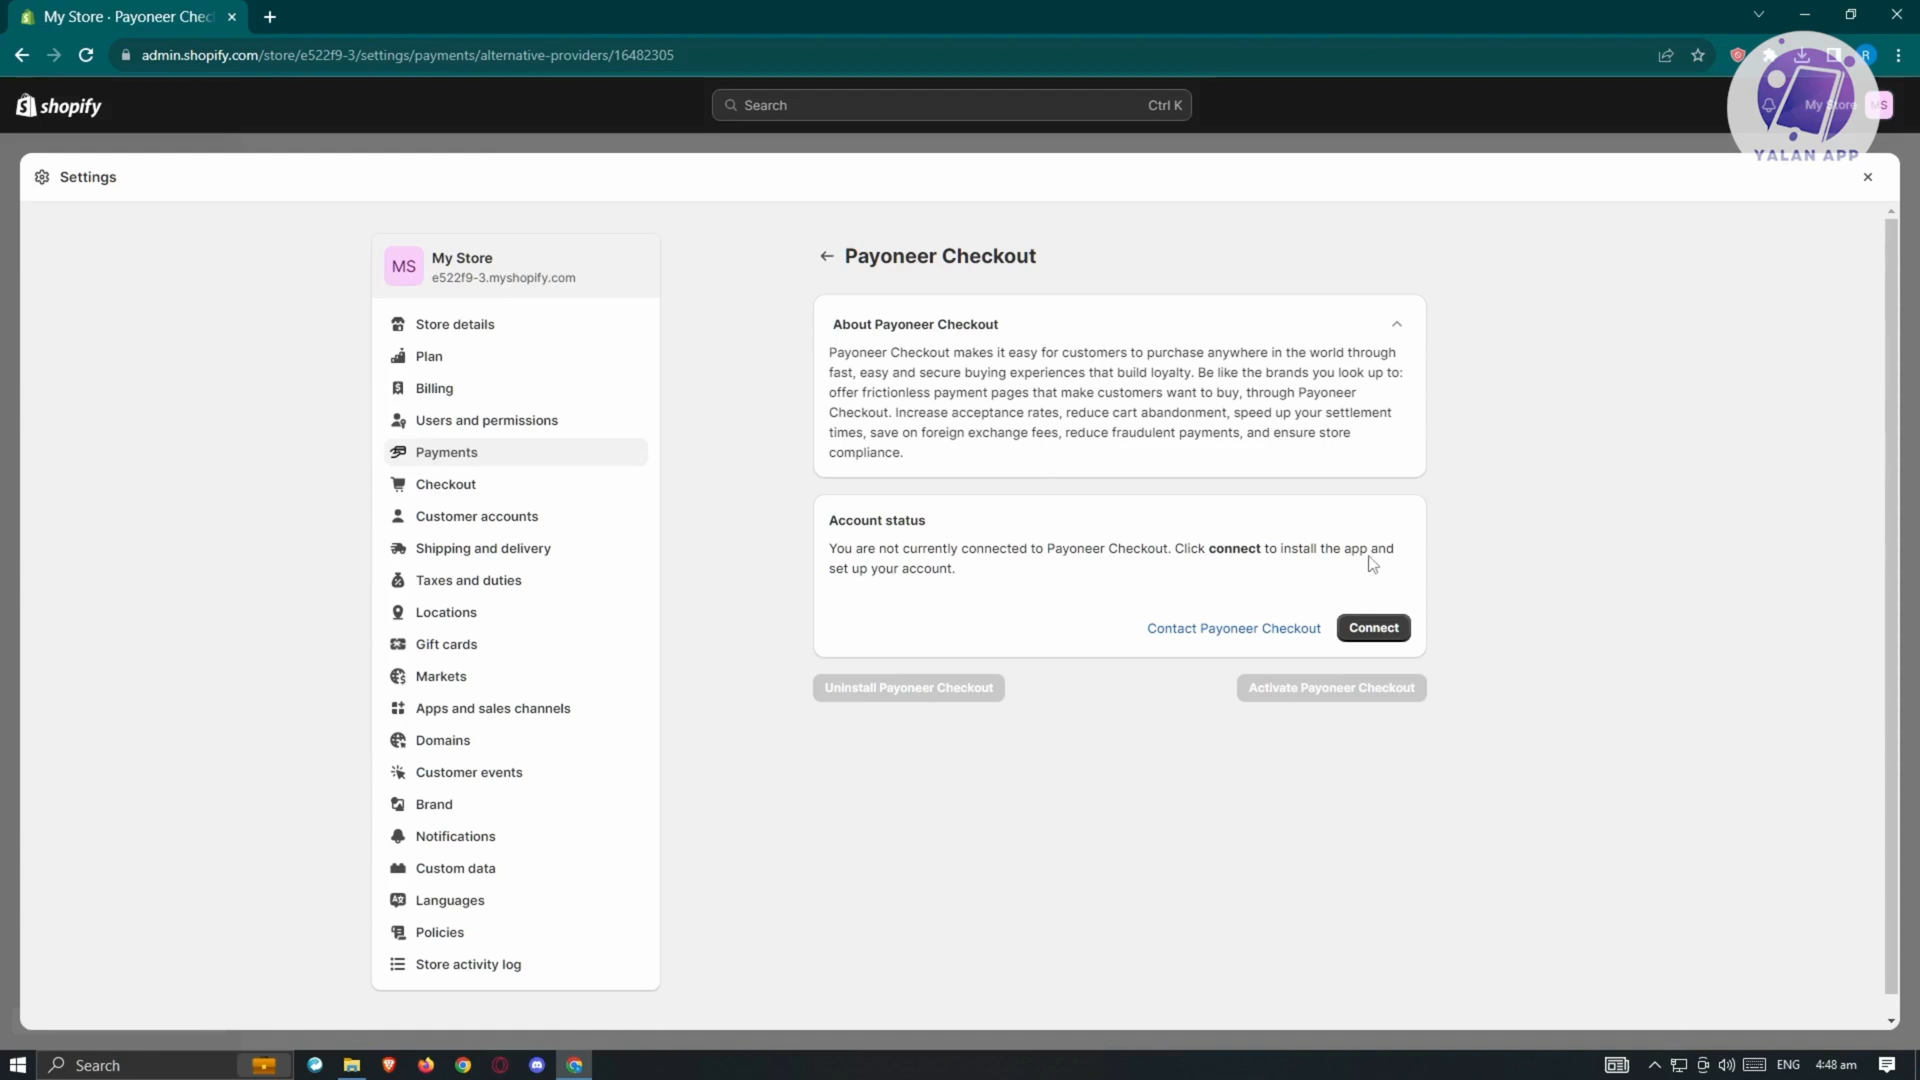 My Store · Payoneer Chec
admin.shopify.com/store/e522f9-3/settings/payments/alternative-providers/16482305
R
shopify
Search
Ctrl K
My Store
MS
YALAN APP
Settings
MS
My Store
e522f9-3.myshopify.com
Store details
Plan
Billing
Users and permissions
Payments
Checkout
Customer accounts
Shipping and delivery
Taxes and duties
Locations
Gift cards
Markets
Apps and sales channels
Domains
Customer events
Brand
Notifications
Custom data
Languages
Policies
Store activity log
Payoneer Checkout
About Payoneer Checkout
Payoneer Checkout makes it easy for customers to purchase anywhere in the world through
fast, easy and secure buying experiences that build loyalty. Be like the brands you look up to:
offer frictionless payment pages that make customers want to buy, through Payoneer
Checkout. Increase acceptance rates, reduce cart abandonment, speed up your settlement
times, save on foreign exchange fees, reduce fraudulent payments, and ensure store
compliance.
Account status
You are not currently connected to Payoneer Checkout. Click connect to install the app and
set up your account.
Contact Payoneer Checkout
Connect
Uninstall Payoneer Checkout
Activate Payoneer Checkout
Search
ENG
4:48 am